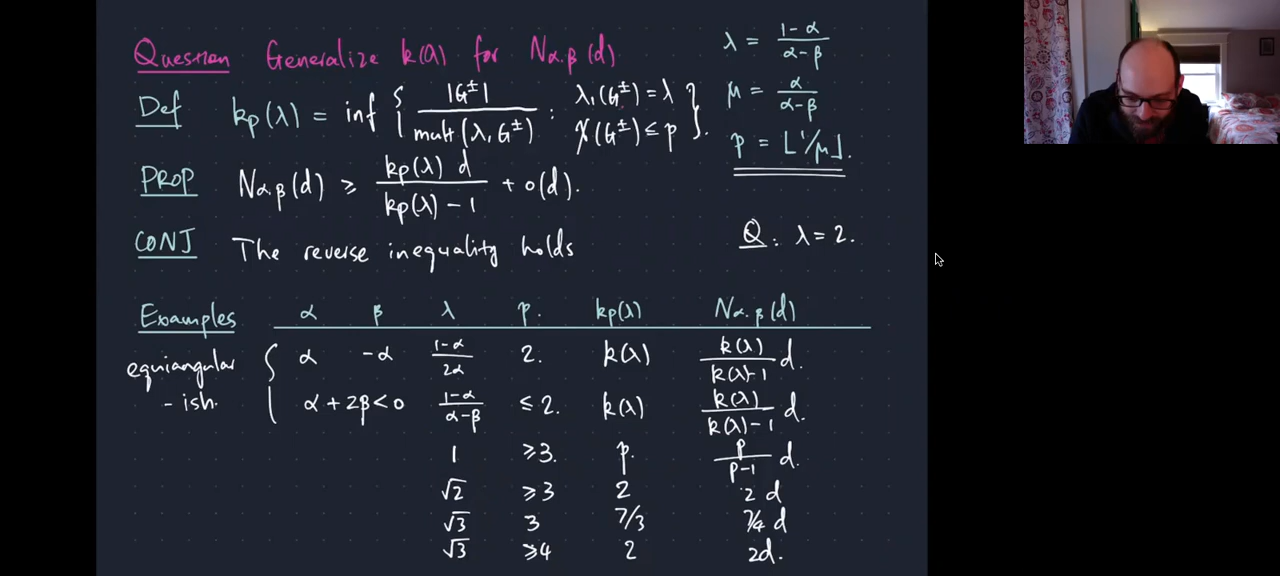 Question Generalize k(λ) for Nα,β(d).
λ = (1-α)/(α-β)
μ = α/(α-β)
p = ⌊1/μ⌋.
Def kp(λ) = inf { |G±| / mult(λ, G±) : λ₁(G±) = λ, χ(G±) ≤ p }.
PROP Nα,β(d) ≥ kp(λ) d / (kp(λ) - 1) + o(d).
CONJ The reverse inequality holds
Q: λ = 2.
Examples α β λ p. kp(λ) Nα,β(d)
equiangular -ish.
α -α (1-α)/2α 2. k(λ) k(λ)/(k(λ)-1) d.
α + 2β < 0 (1-α)/(α-β) ≤ 2. k(λ) k(λ)/(k(λ)-1) d.
1 ≥3. p. p/(p-1) d.
√2 ≥3 2 2 d
√3 3 7/3 7/4 d
√3 ≥4 2 2d.